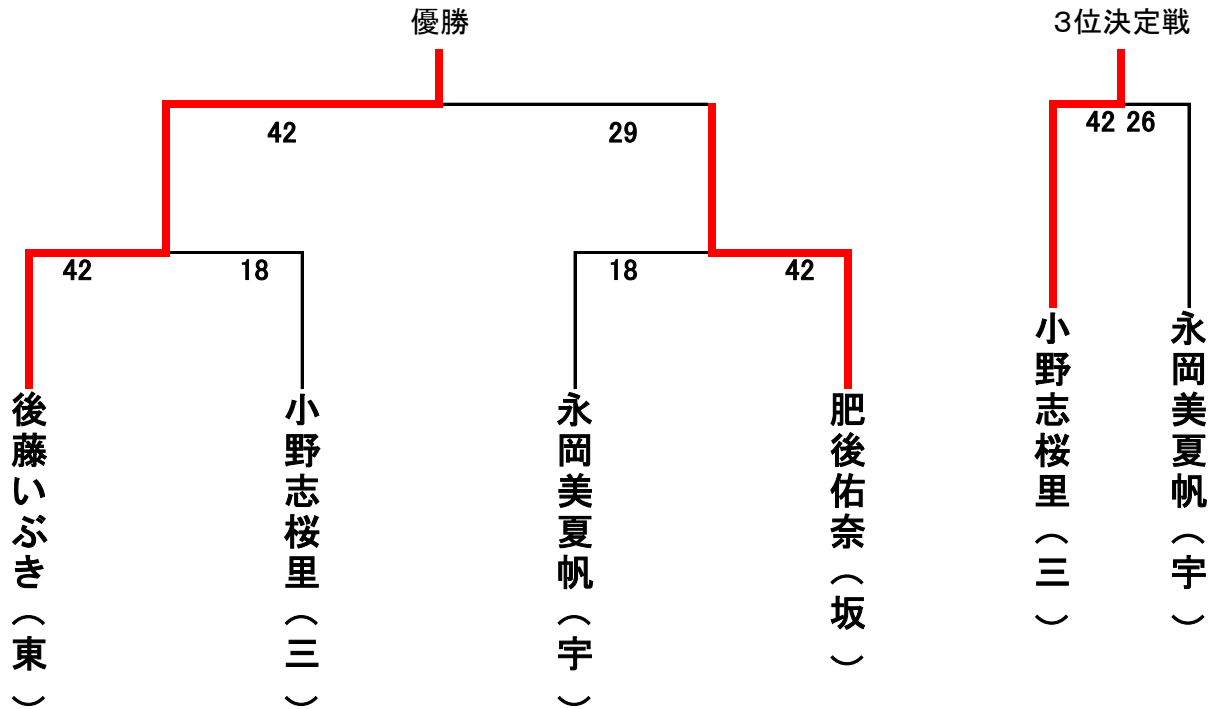 優勝
3位決定戦
42
29
42 26
42
18
18
42
後藤いぶき（東）
小野志桜里（三）
永岡美夏帆（宇）
肥後佑奈（坂）
小野志桜里（三）
永岡美夏帆（宇）